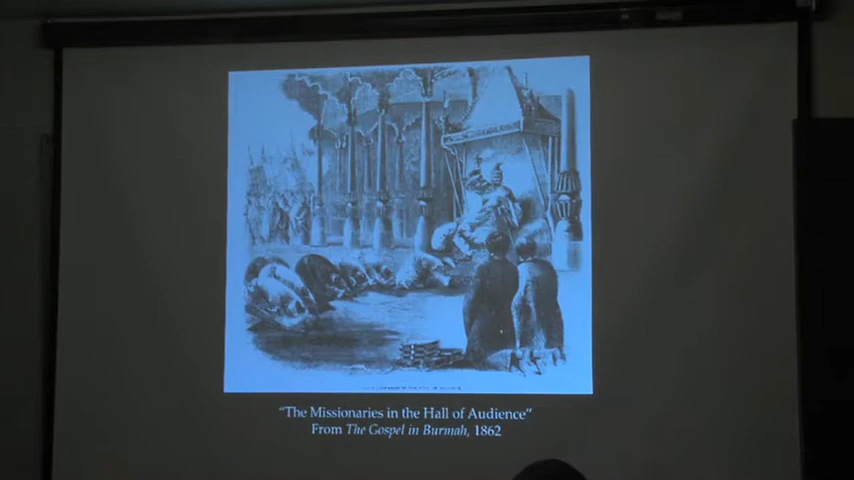 "The Missionaries in the Hall of Audience"
From The Gospel in Burmah, 1862